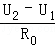 U₂ - U₁
R₀